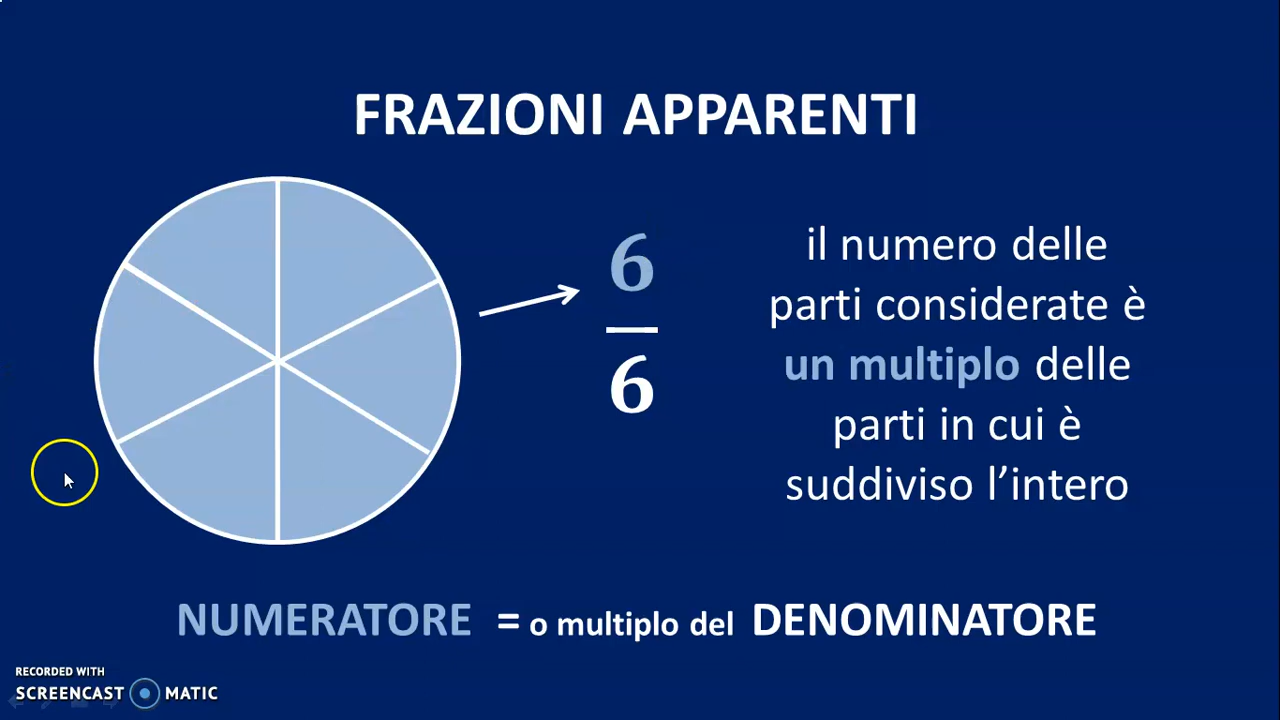 FRAZIONI APPARENTI
6
6
il numero delle
parti considerate è
un multiplo delle
parti in cui è
suddiviso l’intero
NUMERATORE = o multiplo del DENOMINATORE
RECORDED WITH
SCREENCAST MATIC